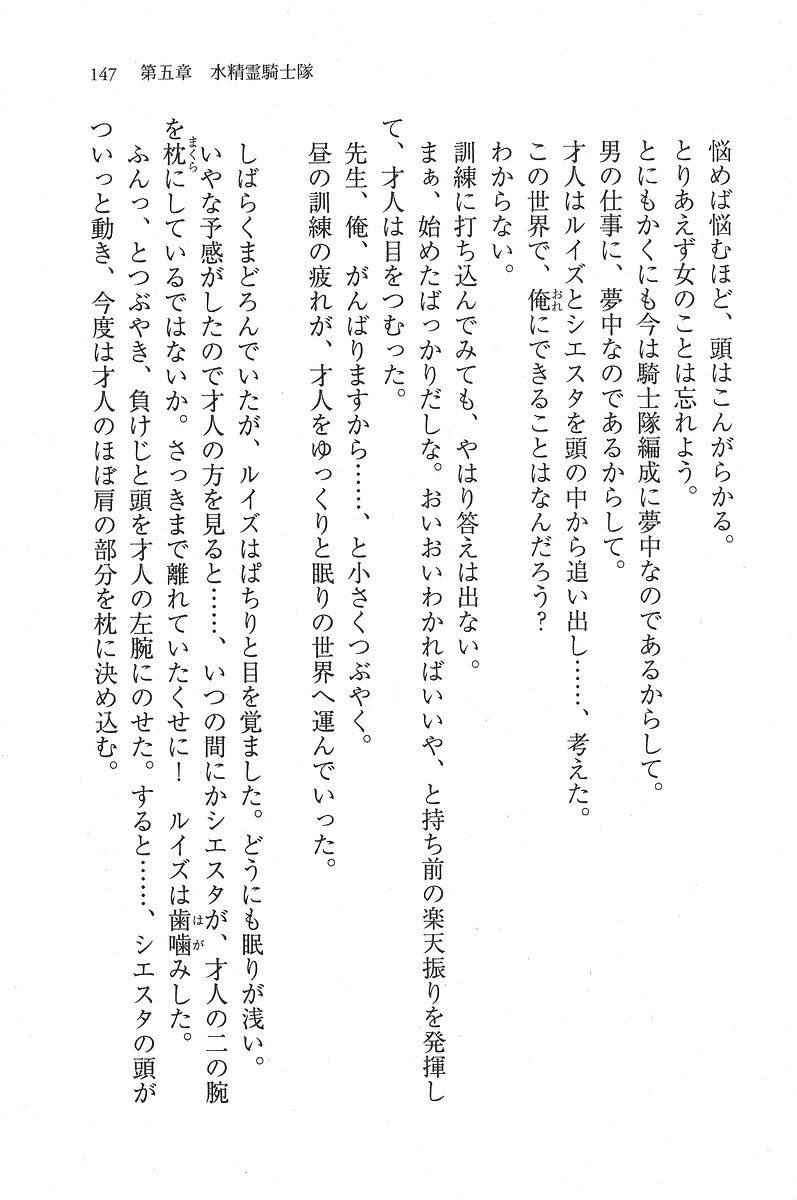 147　第五章　水精霊騎士隊
悩めば悩むほど、頭はこんがらかる。
とりあえず女のことは忘れよう。
とにもかくにも今は騎士隊編成に夢中なのであるからして。
男の仕事に、夢中なのであるからして。
才人はルイズとシエスタを頭の中から追い出し……、考えた。
この世界で、俺にできることはなんだろう？
わからない。
訓練に打ち込んでみても、やはり答えは出ない。
まぁ、始めたばっかりだしな。おいおいわかればいいや、と持ち前の楽天振りを発揮し
て、才人は目をつむった。
先生、俺、がんばりますから……、と小さくつぶやく。
昼の訓練の疲れが、才人をゆっくりと眠りの世界へ運んでいった。
しばらくまどろんでいたが、ルイズはぱちりと目を覚ました。どうにも眠りが浅い。
いやな予感がしたので才人の方を見ると……、いつの間にかシエスタが、才人の二の腕
を枕にしているではないか。さっきまで離れていたくせに！　ルイズは歯噛みした。
ふんっ、とつぶやき、負けじと頭を才人の左腕にのせた。すると……、シエスタの頭が
ついっと動き、今度は才人のほぼ肩の部分を枕に決め込む。